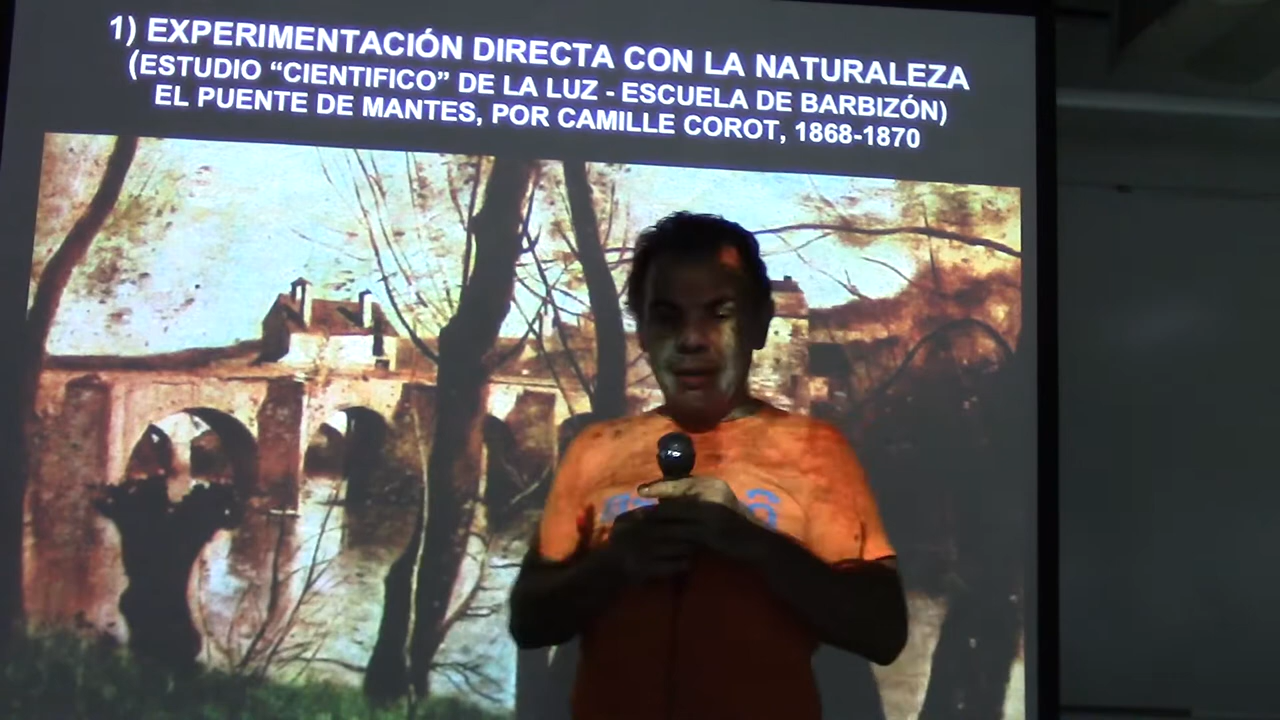 1) EXPERIMENTACIÓN DIRECTA CON LA NATURALEZA
(ESTUDIO “CIENTIFICO” DE LA LUZ - ESCUELA DE BARBIZÓN)
EL PUENTE DE MANTES, POR CAMILLE COROT, 1868-1870